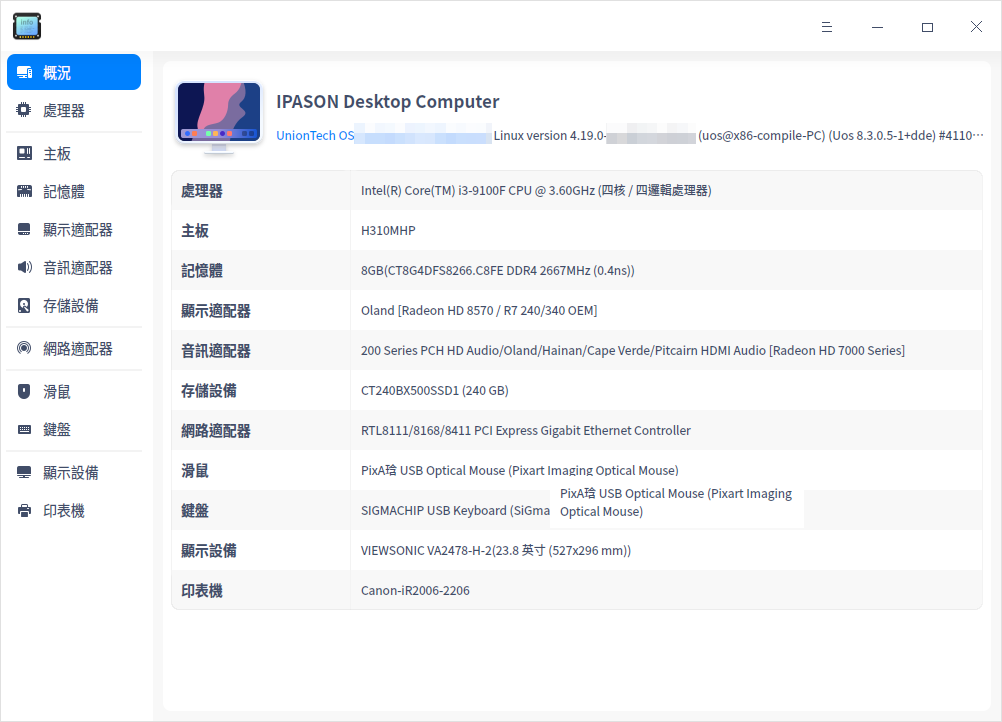 info
概況
處理器
主板
記憶體
顯示適配器
音訊適配器
存儲設備
網路適配器
滑鼠
鍵盤
顯示設備
印表機
IPASON Desktop Computer
UnionTech OS Linux version 4.19.0- (uos@x86-compile-PC) (Uos 8.3.0.5-1+dde) #4110···
處理器 Intel(R) Core(TM) i3-9100F CPU @ 3.60GHz (四核 / 四邏輯處理器)
主板 H310MHP
記憶體 8GB(CT8G4DFS8266.C8FE DDR4 2667MHz (0.4ns))
顯示適配器 Oland [Radeon HD 8570 / R7 240/340 OEM]
音訊適配器 200 Series PCH HD Audio/Oland/Hainan/Cape Verde/Pitcairn HDMI Audio [Radeon HD 7000 Series]
存儲設備 CT240BX500SSD1 (240 GB)
網路適配器 RTL8111/8168/8411 PCI Express Gigabit Ethernet Controller
滑鼠 PixA琀 USB Optical Mouse (Pixart Imaging Optical Mouse)
鍵盤 SIGMACHIP USB Keyboard (SiGma
PixA琀 USB Optical Mouse (Pixart Imaging
Optical Mouse)
顯示設備 VIEWSONIC VA2478-H-2(23.8 英寸 (527x296 mm))
印表機 Canon-iR2006-2206